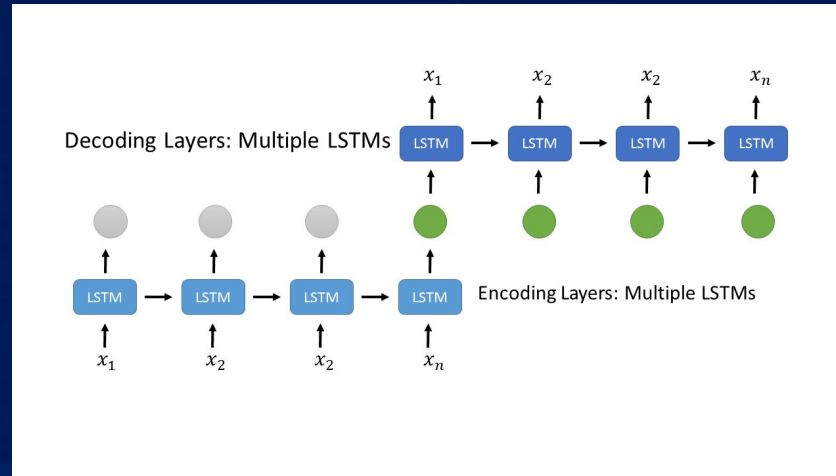 x₁ x₂ x₂ xₙ
Decoding Layers: Multiple LSTMs LSTM LSTM LSTM LSTM
LSTM LSTM LSTM LSTM Encoding Layers: Multiple LSTMs
x₁ x₂ x₂ xₙ